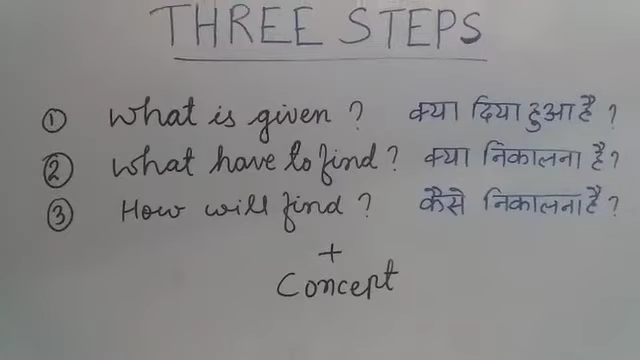 THREE STEPS
① What is given ? क्या दिया हुआ है ?
② What have to find ? क्या निकालना है ?
③ How will find ? कैसे निकालना है ?
+
Concept